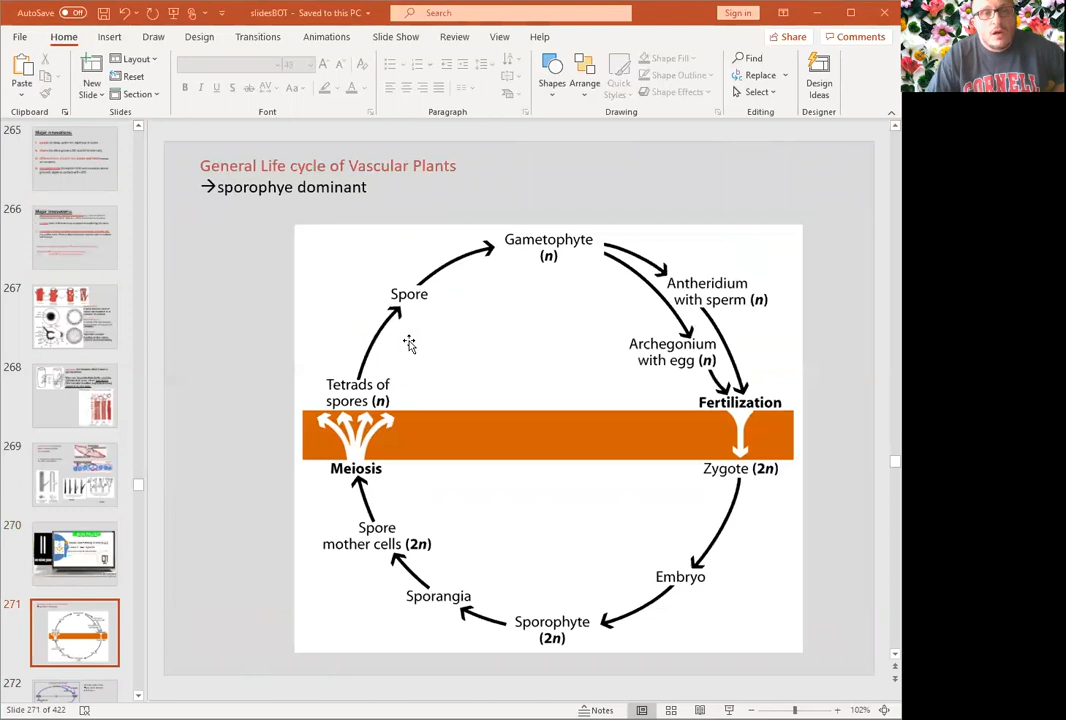 AutoSave Off slidesBOT - Saved to this PC Search Sign in
File Home Insert Draw Design Transitions Animations Slide Show Review View Help Share Comments
Paste New Slide Layout Reset Section 43 Shapes Arrange Quick Styles Shape Fill Shape Outline Shape Effects Find Replace Select Design Ideas
Clipboard Slides Font Paragraph Drawing Editing Designer
265
266
267
268
269
270
271
272
General Life cycle of Vascular Plants
→sporophye dominant
Gametophyte
(n)
Antheridium
with sperm (n)
Archegonium
with egg (n)
Fertilization
Zygote (2n)
Embryo
Sporophyte
(2n)
Sporangia
Spore
mother cells (2n)
Meiosis
Tetrads of
spores (n)
Spore
CORNELL
Slide 271 of 422 Notes 102%